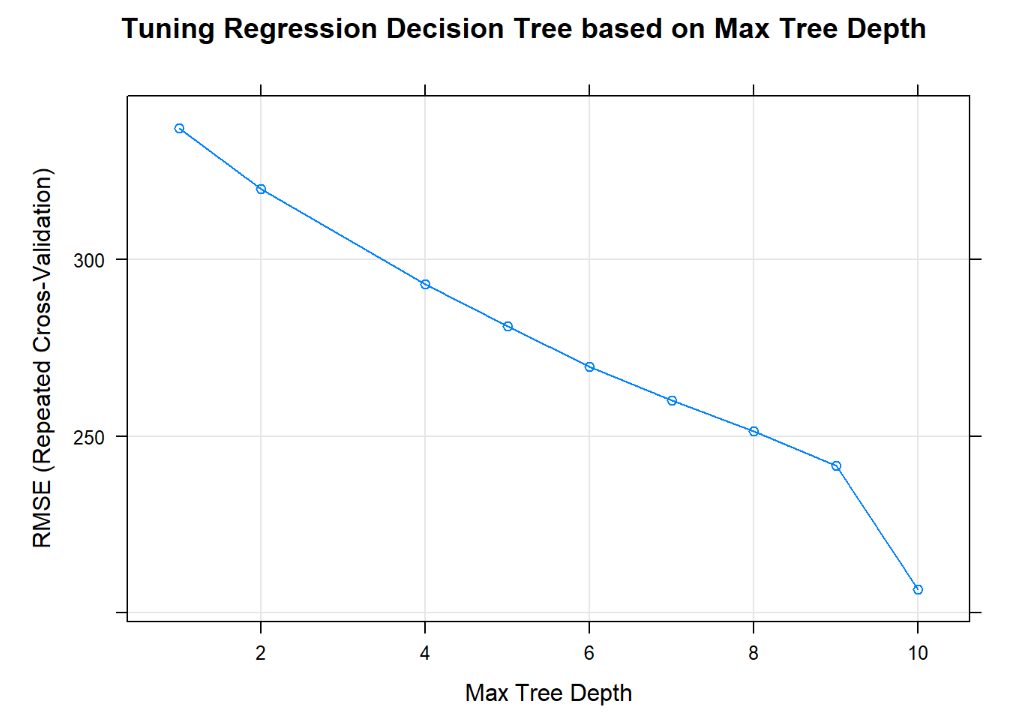 Tuning Regression Decision Tree based on Max Tree Depth
RMSE (Repeated Cross-Validation)
300
250
2 4 6 8 10
Max Tree Depth